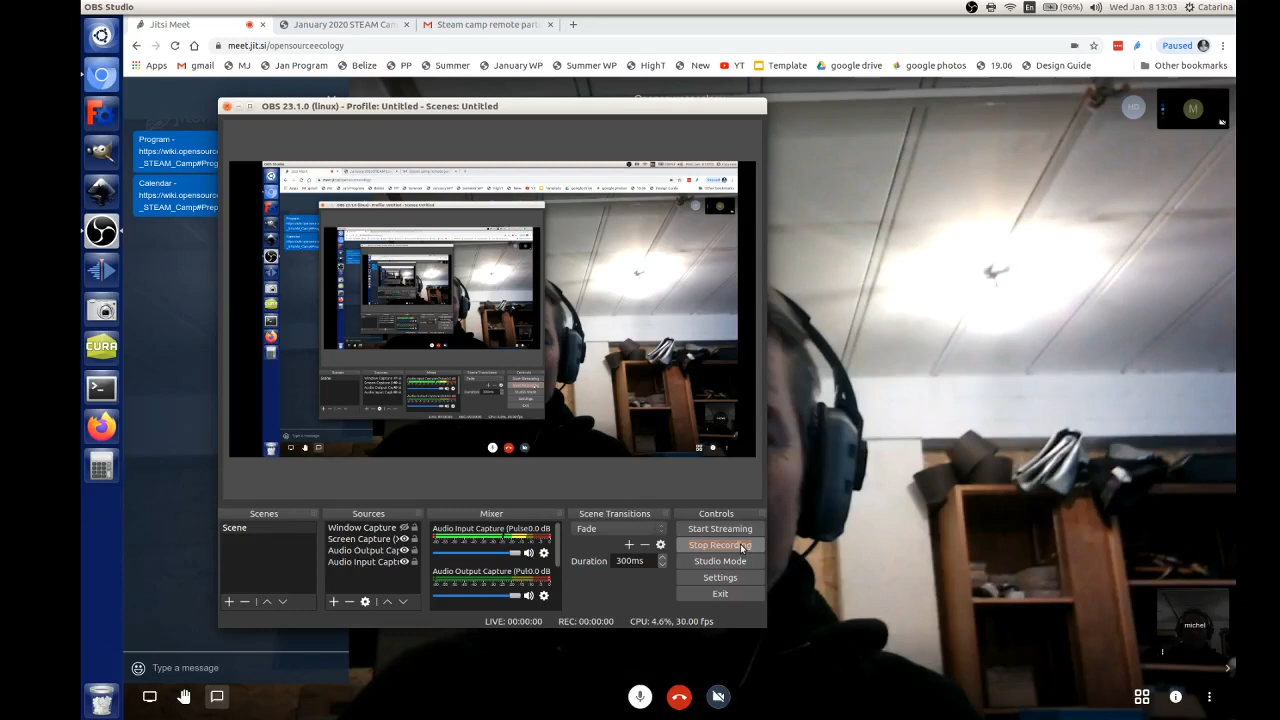 OBS Studio
En (96%) Wed Jan 8 13:03 Catarina
Jitsi Meet
January 2020 STEAM Ca
Steam camp remote part
meet.jit.si/opensourceecology
Paused
Apps gmail MJ Jan Program Belize PP Summer January WP Summer WP HighT New YT Template google drive google photos 19.06 Design Guide Other bookmarks
OBS 23.1.0 (linux) - Profile: Untitled - Scenes: Untitled
HD
M
Program -
https://wiki.opensourc
_STEAM_Camp#Prog
Calendar -
https://wiki.opensourc
_STEAM_Camp#Prep
CURA
Scenes Sources Mixer Scene Transitions Controls
Scene
Window Capture
Screen Capture (X
Audio Output Ca
Audio Input Capt
Audio Input Capture (Pulse 0.0 dB
Audio Output Capture (Pul 0.0 dB
Fade
Duration 300ms
Start Streaming
Stop Recording
Studio Mode
Settings
Exit
LIVE: 00:00:00 REC: 00:00:00 CPU: 4.6%, 30.00 fps
michel
Type a message